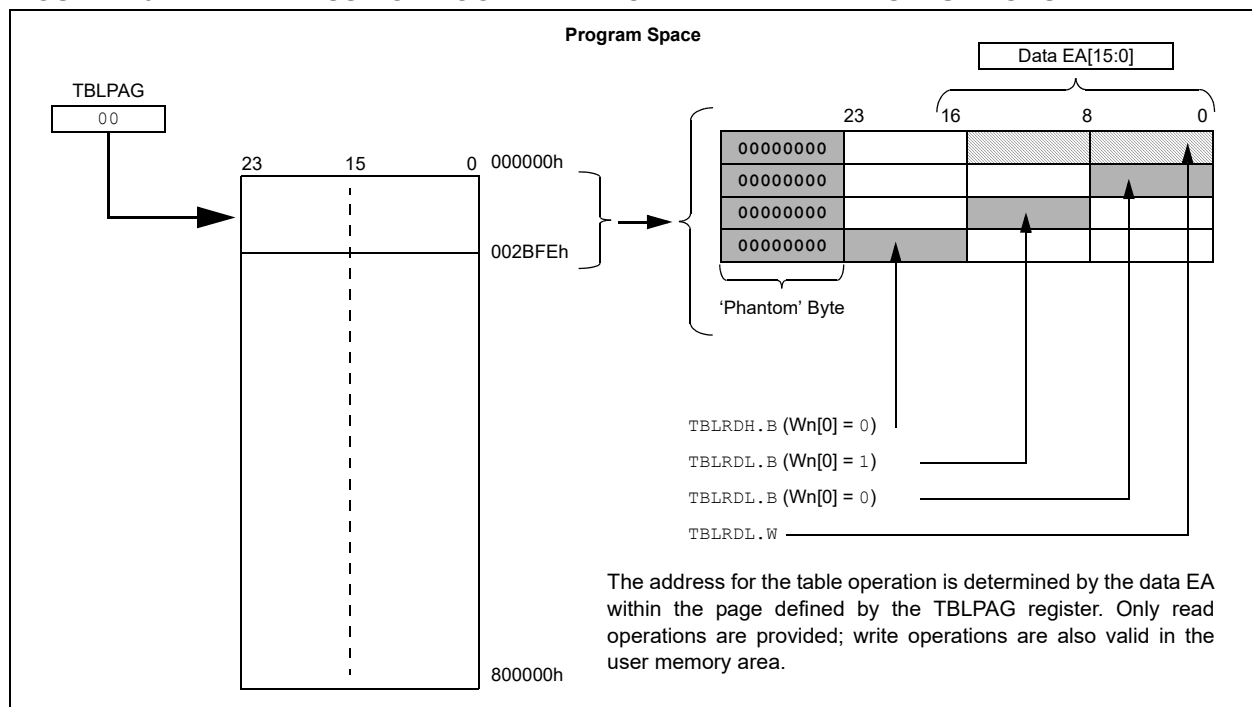 Program Space
TBLPAG
00
23 15 0
000000h
002BFEh
800000h
Data EA[15:0]
23 16 8 0
00000000
00000000
00000000
00000000
‘Phantom’ Byte
TBLRDH.B (Wn[0] = 0)
TBLRDL.B (Wn[0] = 1)
TBLRDL.B (Wn[0] = 0)
TBLRDL.W
The address for the table operation is determined by the data EA
within the page defined by the TBLPAG register. Only read
operations are provided; write operations are also valid in the
user memory area.